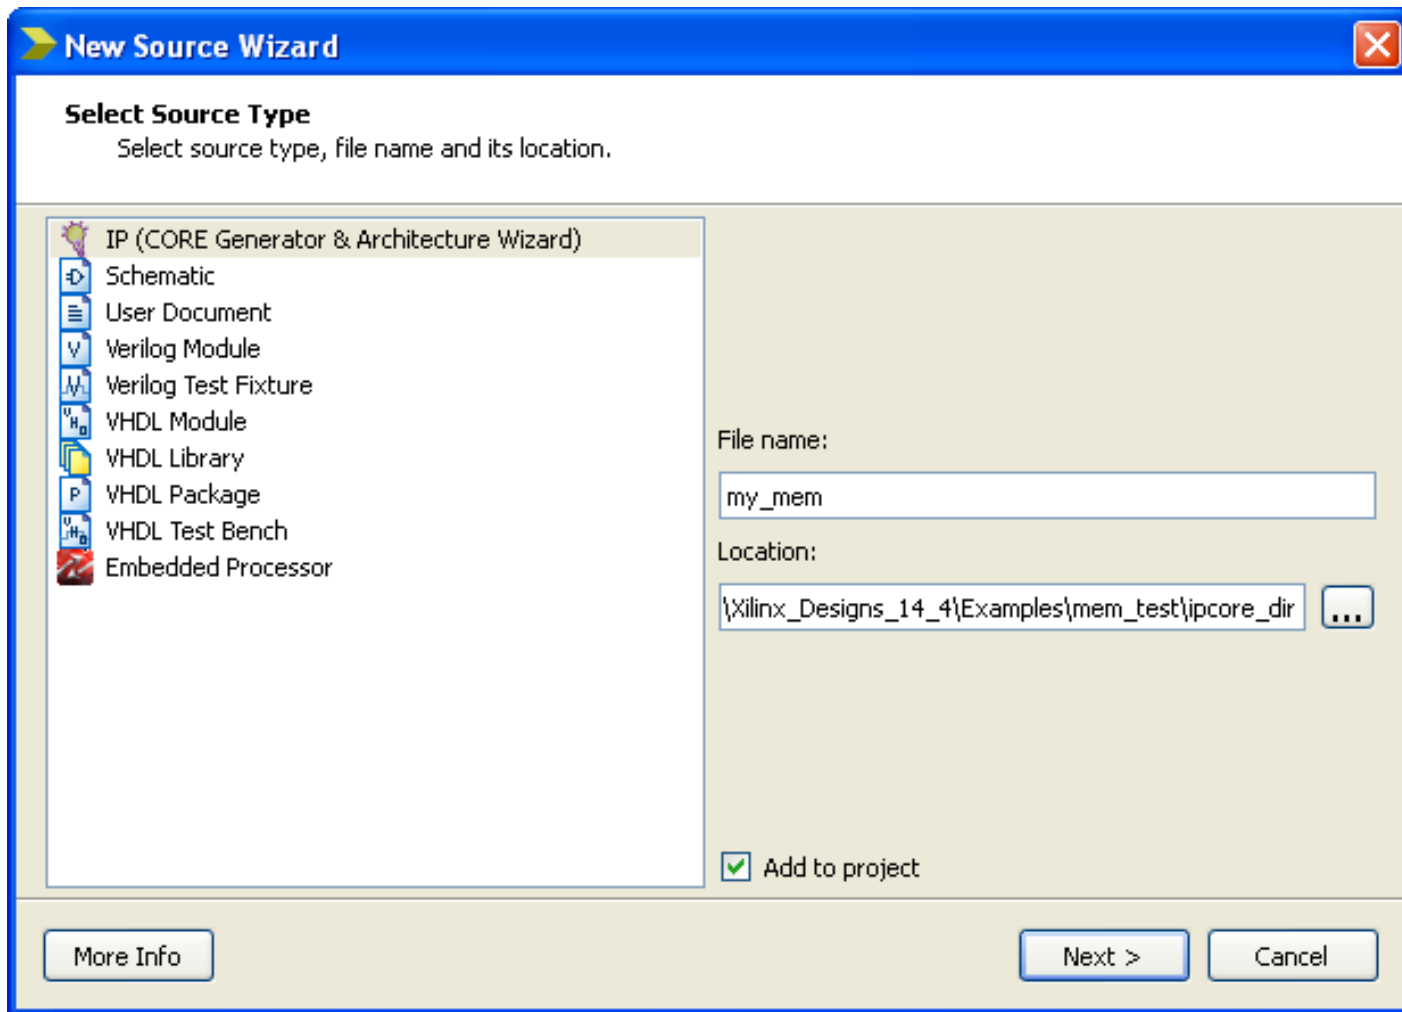 New Source Wizard
Select Source Type
Select source type, file name and its location.
IP (CORE Generator & Architecture Wizard)
Schematic
User Document
Verilog Module
Verilog Test Fixture
VHDL Module
VHDL Library
VHDL Package
VHDL Test Bench
Embedded Processor
File name:
my_mem
Location:
\Xilinx_Designs_14_4\Examples\mem_test\ipcore_dir
...
Add to project
More Info
Next >
Cancel